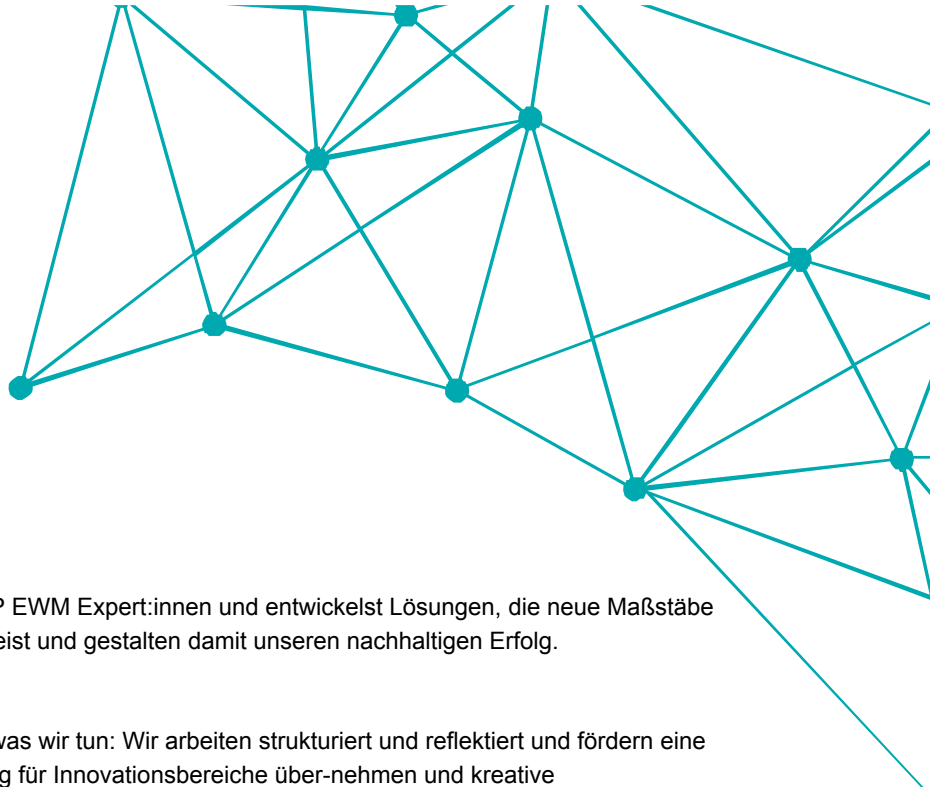 EWM Expert:innen und entwickelst Lösungen, die neue Maßstäbe
und gestalten damit unseren nachhaltigen Erfolg.
was wir tun: Wir arbeiten strukturiert und reflektiert und fördern eine
für Innovationsbereiche über-nehmen und kreative